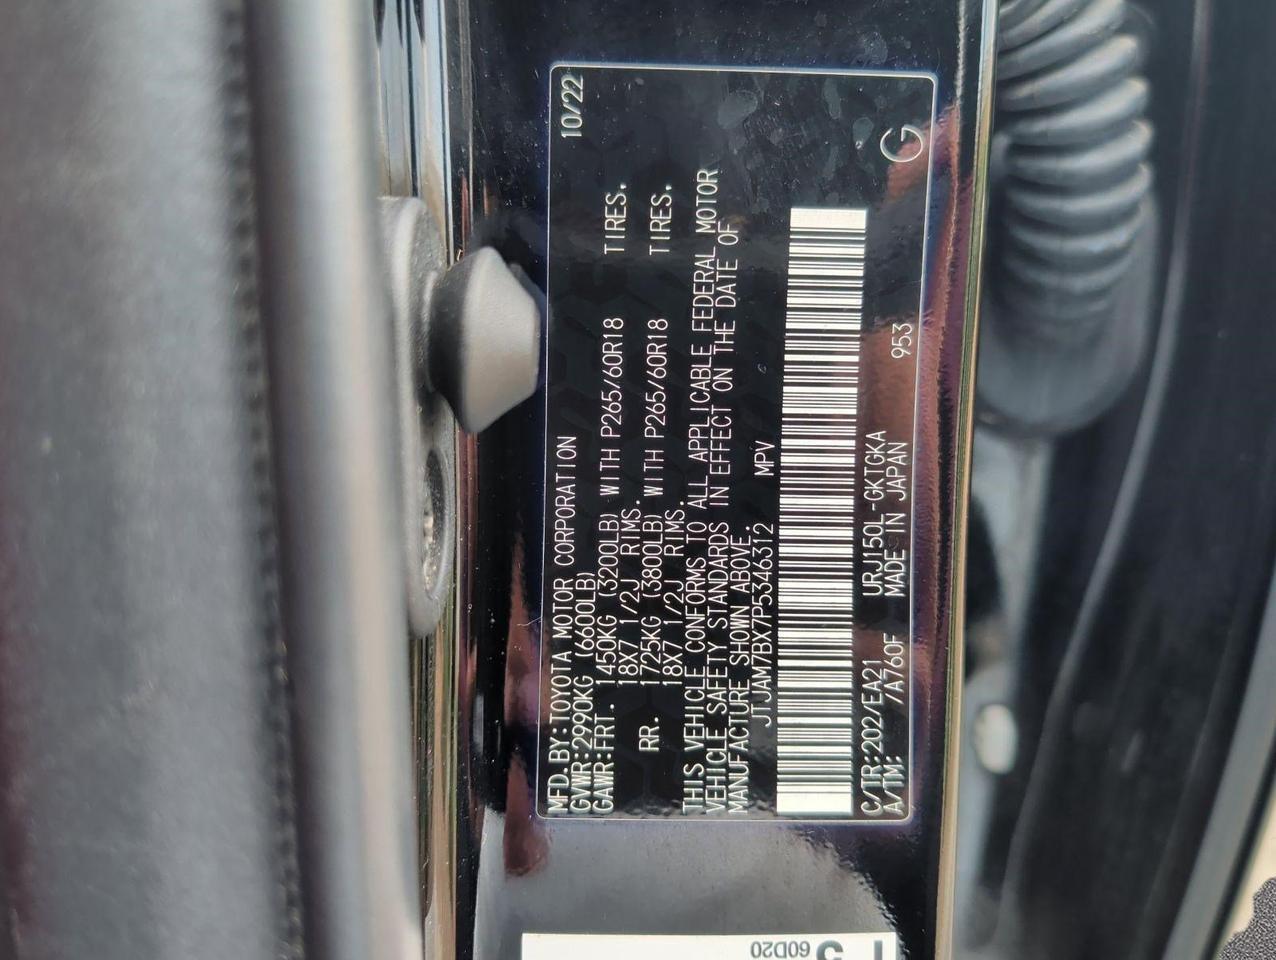 MFD.BY:TOYOTA MOTOR CORPORATION 10/22
GVWR:2990KG (6600LB)
GAWR:FRT. 1450KG (3200LB) WITH P265/60R18 TIRES.
18X7 1/2J RIMS.
RR. 1725KG (3800LB) WITH P265/60R18 TIRES.
18X7 1/2J RIMS.
THIS VEHICLE CONFORMS TO ALL APPLICABLE FEDERAL MOTOR
VEHICLE SAFETY STANDARDS IN EFFECT ON THE DATE OF
MANUFACTURE SHOWN ABOVE.
JTJAM7BX7P5346312 MPV
C/TR:202/EA21 URJ150L-GKTGKA
A/TM: /A760F MADE IN JAPAN 953 G
60D20